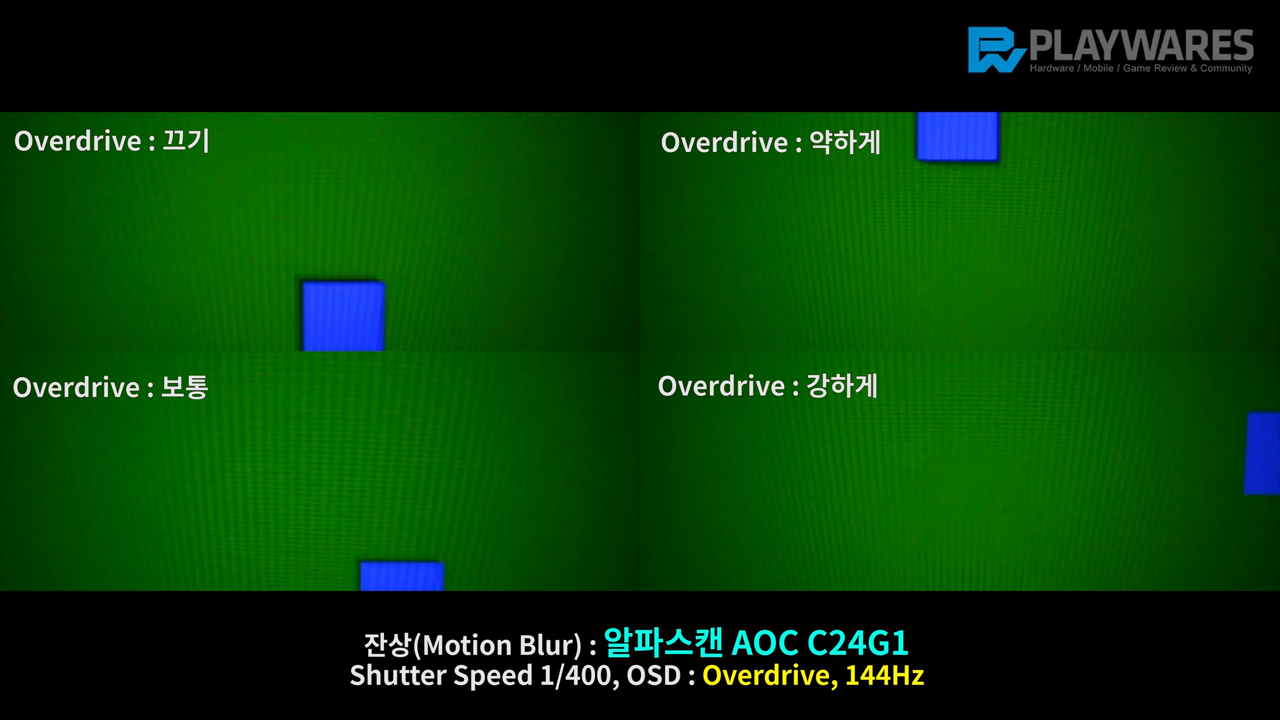 PLAYWARES
Hardware / Mobile / Game Review & Community
Overdrive : 끄기
Overdrive : 약하게
Overdrive : 보통
Overdrive : 강하게
잔상(Motion Blur) : 알파스캔 AOC C24G1
Shutter Speed 1/400, OSD : Overdrive, 144Hz